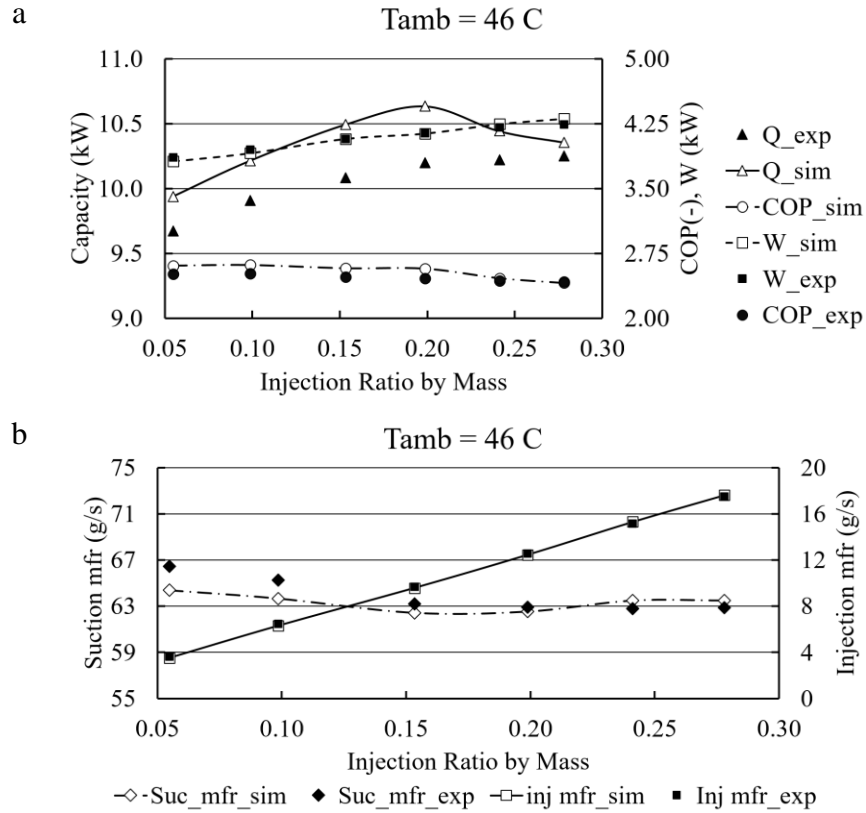 a
Tamb = 46 C
11.0
10.5
10.0
9.5
9.0
Capacity (kW)
5.00
4.25
3.50
2.75
2.00
COP(-), W (kW)
0.05 0.10 0.15 0.20 0.25 0.30
Injection Ratio by Mass
Q_exp
Q_sim
COP_sim
W_sim
W_exp
COP_exp
b
Tamb = 46 C
75
71
67
63
59
55
Suction mfr (g/s)
20
16
12
8
4
0
Injection mfr (g/s)
0.05 0.10 0.15 0.20 0.25 0.30
Injection Ratio by Mass
Suc_mfr_sim Suc_mfr_exp inj mfr_sim Inj mfr_exp